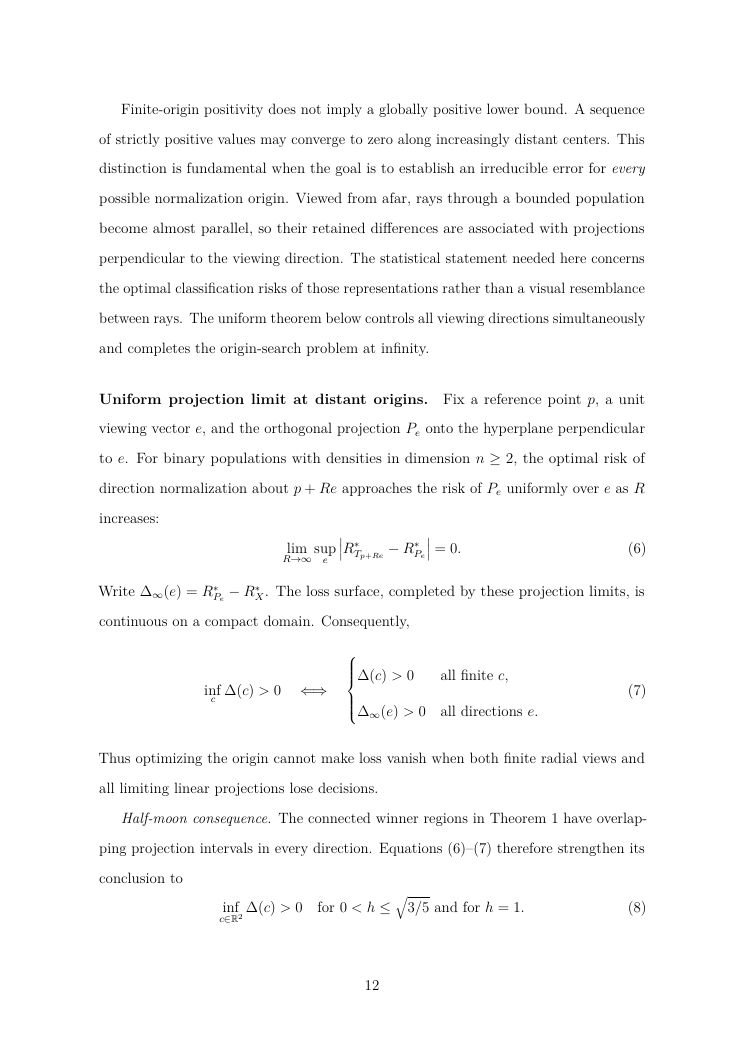 Finite-origin positivity does not imply a globally positive lower bound. A sequence
of strictly positive values may converge to zero along increasingly distant centers. This
distinction is fundamental when the goal is to establish an irreducible error for every
possible normalization origin. Viewed from afar, rays through a bounded population
become almost parallel, so their retained differences are associated with projections
perpendicular to the viewing direction. The statistical statement needed here concerns
the optimal classification risks of those representations rather than a visual resemblance
between rays. The uniform theorem below controls all viewing directions simultaneously
and completes the origin-search problem at infinity.
Uniform projection limit at distant origins. Fix a reference point p, a unit
viewing vector e, and the orthogonal projection P_e onto the hyperplane perpendicular
to e. For binary populations with densities in dimension n ≥ 2, the optimal risk of
direction normalization about p + Re approaches the risk of P_e uniformly over e as R
increases:
lim_{R→∞} sup_e |R^*_{T_{p+Re}} − R^*_{P_e}| = 0. (6)
Write Δ_∞(e) = R^*_{P_e} − R^*_X. The loss surface, completed by these projection limits, is
continuous on a compact domain. Consequently,
inf_c Δ(c) > 0 ⟺ { Δ(c) > 0 all finite c,
Δ_∞(e) > 0 all directions e. (7)
Thus optimizing the origin cannot make loss vanish when both finite radial views and
all limiting linear projections lose decisions.
Half-moon consequence. The connected winner regions in Theorem 1 have overlap-
ping projection intervals in every direction. Equations (6)–(7) therefore strengthen its
conclusion to
inf_{c∈ℝ²} Δ(c) > 0 for 0 < h ≤ √(3/5) and for h = 1. (8)
12